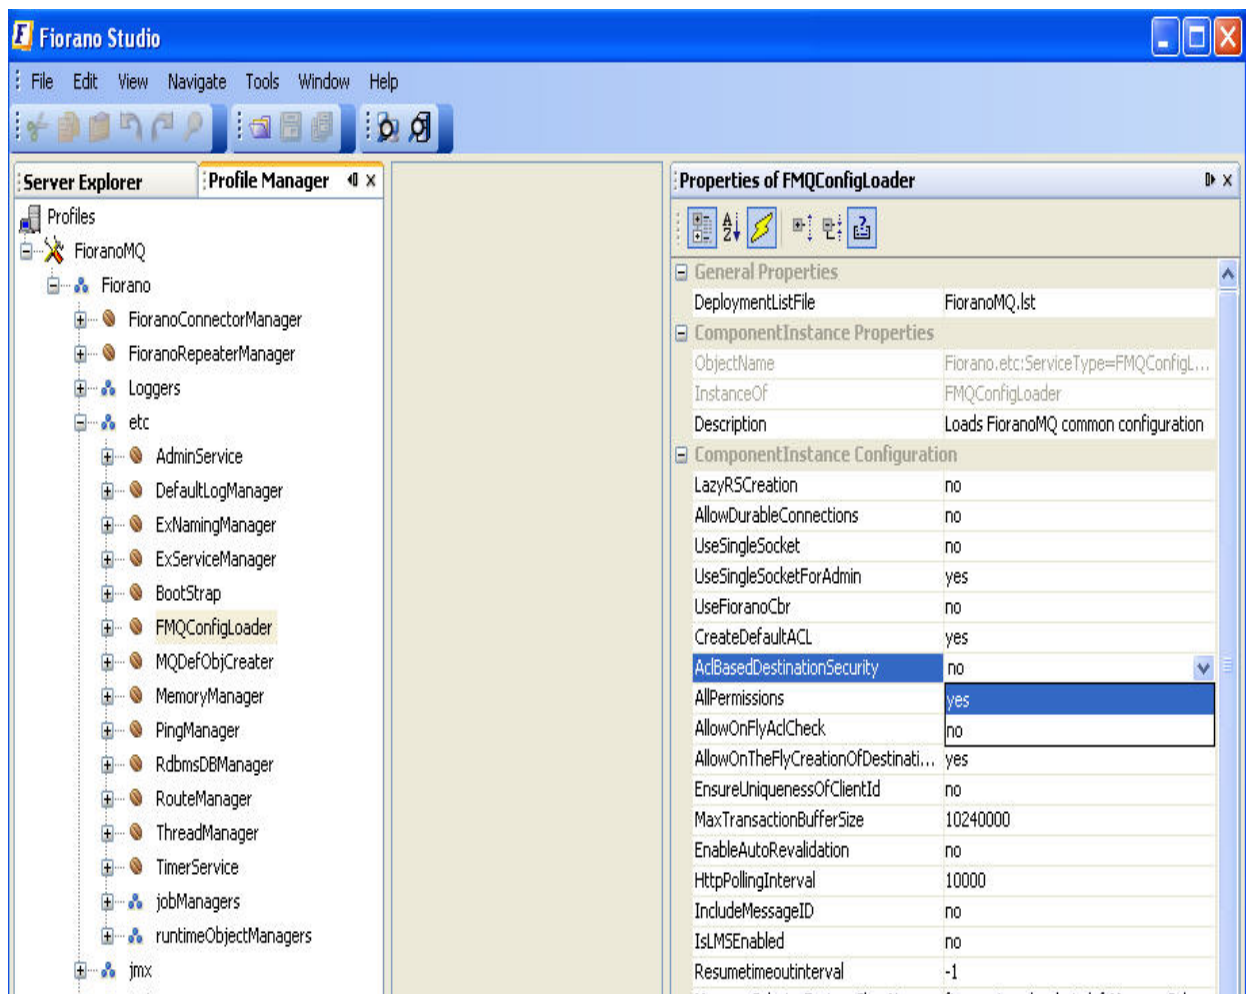 Fiorano Studio
File Edit View Navigate Tools Window Help
Server Explorer
Profile Manager
Profiles
FioranoMQ
Fiorano
FioranoConnectorManager
FioranoRepeaterManager
Loggers
etc
AdminService
DefaultLogManager
ExNamingManager
ExServiceManager
BootStrap
FMQConfigLoader
MQDefObjCreater
MemoryManager
PingManager
RdbmsDBManager
RouteManager
ThreadManager
TimerService
jobManagers
runtimeObjectManagers
jmx
Properties of FMQConfigLoader
General Properties
DeploymentListFile FioranoMQ.lst
ComponentInstance Properties
ObjectName Fiorano.etc:ServiceType=FMQConfigL...
InstanceOf FMQConfigLoader
Description Loads FioranoMQ common configuration
ComponentInstance Configuration
LazyRSCreation no
AllowDurableConnections no
UseSingleSocket no
UseSingleSocketForAdmin yes
UseFioranoCbr no
CreateDefaultACL yes
AclBasedDestinationSecurity no
AllPermissions yes
AllowOnFlyAclCheck no
AllowOnTheFlyCreationOfDestinati... yes
EnsureUniquenessOfClientId no
MaxTransactionBufferSize 10240000
EnableAutoRevalidation no
HttpPollingInterval 10000
IncludeMessageID no
IsLMSEnabled no
Resumetimeoutinterval -1